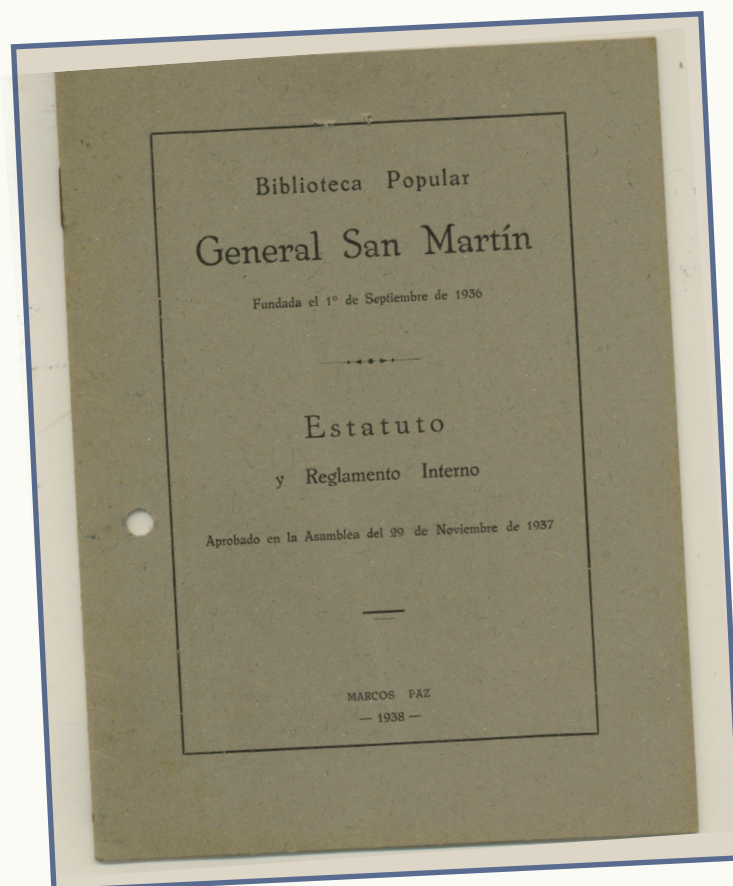 Biblioteca Popular
General San Martín
Fundada el 1º de Septiembre de 1936
Estatuto
y Reglamento Interno
Aprobado en la Asamblea del 29 de Noviembre de 1937
MARCOS PAZ
— 1938 —